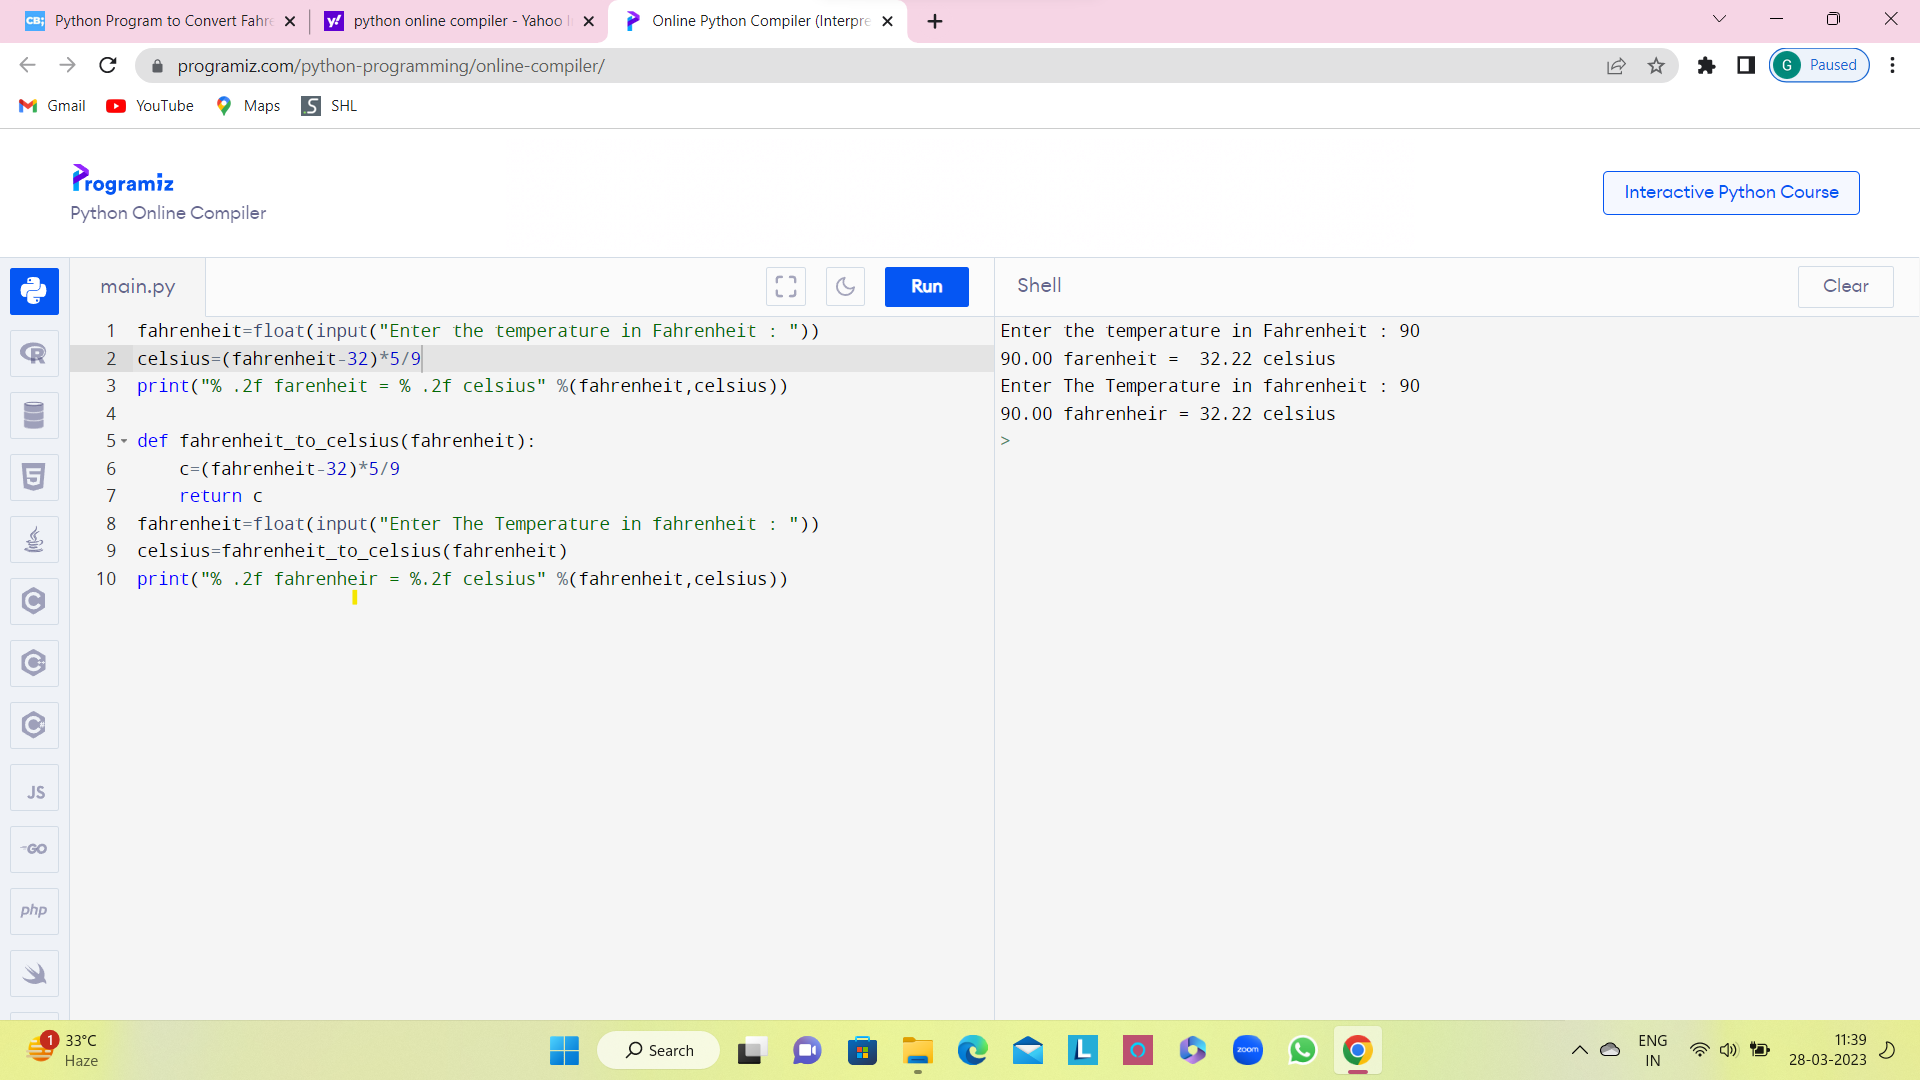 Python Program to Convert Fahre
python online compiler - Yahoo I
Online Python Compiler (Interpre
programiz.com/python-programming/online-compiler/
G Paused
Gmail YouTube Maps SHL
Programiz
Python Online Compiler
Interactive Python Course
main.py
Run
Shell
Clear
1 fahrenheit=float(input("Enter the temperature in Fahrenheit : "))
2 celsius=(fahrenheit-32)*5/9
3 print("% .2f farenheit = % .2f celsius" %(fahrenheit,celsius))
4
5 def fahrenheit_to_celsius(fahrenheit):
6 c=(fahrenheit-32)*5/9
7 return c
8 fahrenheit=float(input("Enter The Temperature in fahrenheit : "))
9 celsius=fahrenheit_to_celsius(fahrenheit)
10 print("% .2f fahrenheir = %.2f celsius" %(fahrenheit,celsius))
Enter the temperature in Fahrenheit : 90
90.00 farenheit =  32.22 celsius
Enter The Temperature in fahrenheit : 90
90.00 fahrenheir = 32.22 celsius
>
JS
GO
php
1
33°C
Haze
Search
zoom
ENG
IN
11:39
28-03-2023